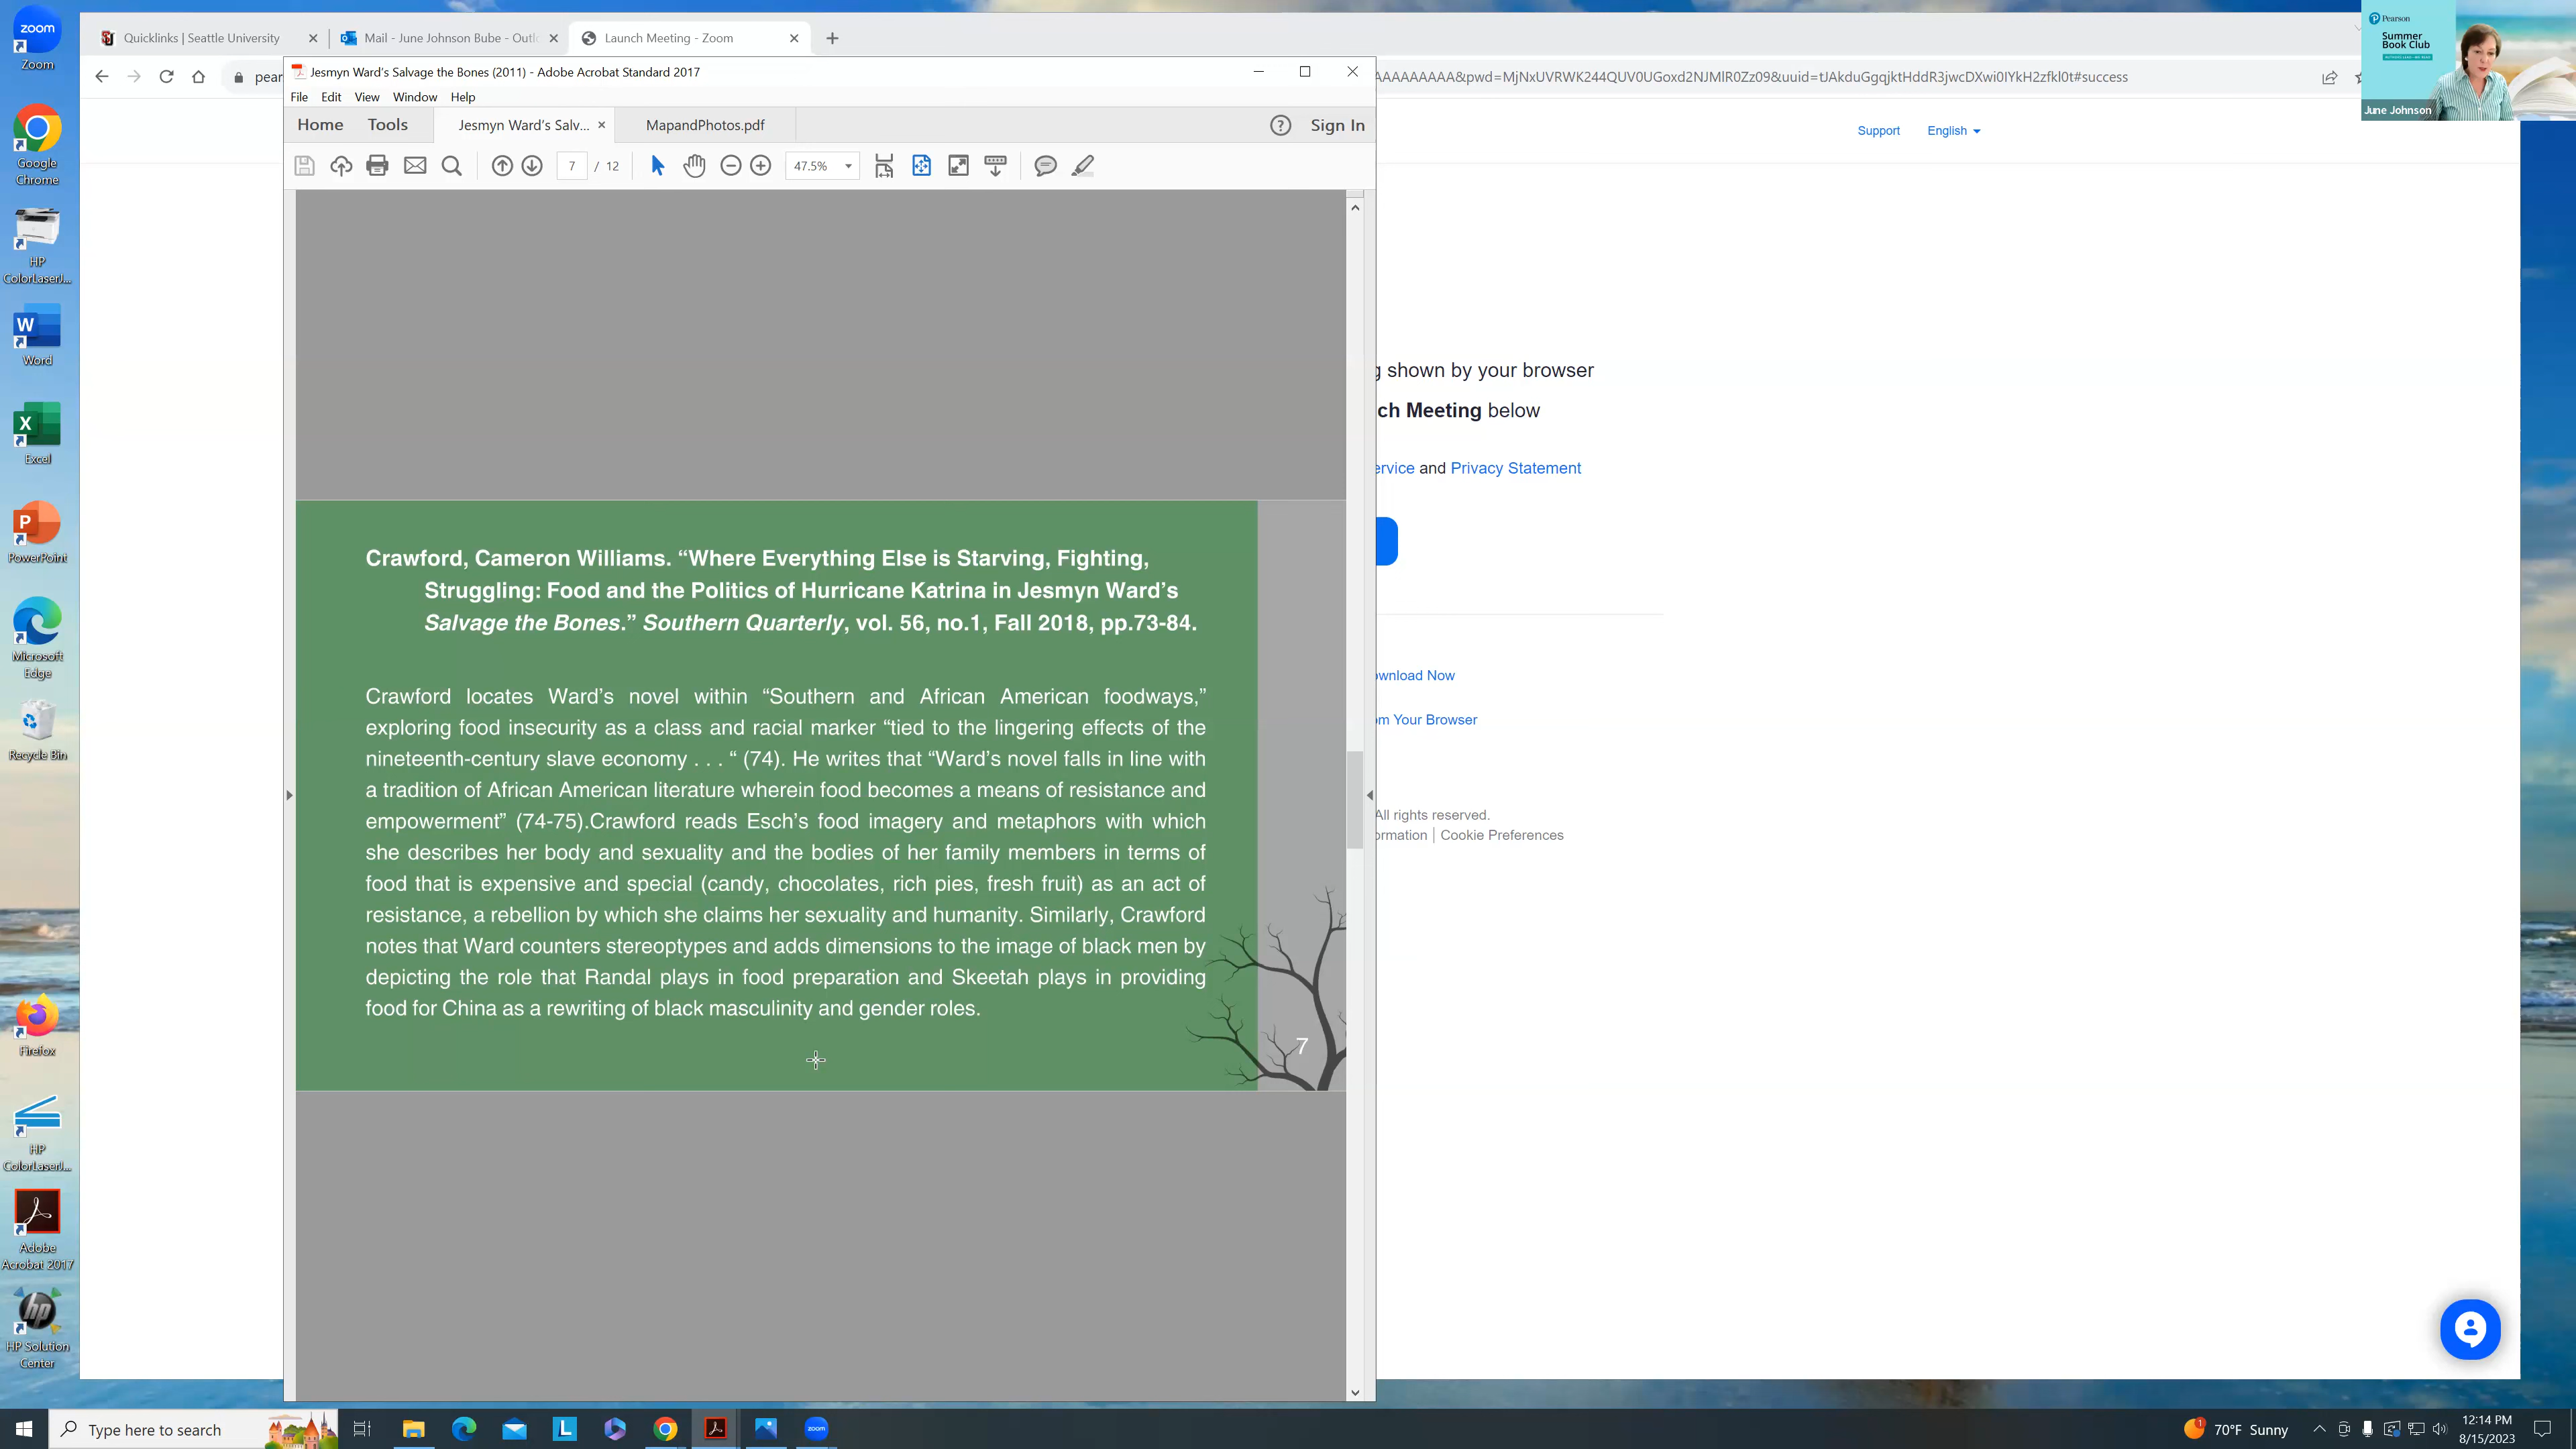 zoom
Zoom
Google
Chrome
HP
ColorLaserJ...
Word
Excel
PowerPoint
Microsoft
Edge
Recycle Bin
Firefox
HP
ColorLaserJ...
Adobe
Acrobat 2017
HP Solution
Center
Quicklinks | Seattle University
Mail - June Johnson Bube - Outl
Launch Meeting - Zoom
pear
AAAAAAAAA&pwd=MjNxUVRWK244QUV0UGoxd2NJMlR0Zz09&uuid=tJAkduGgqjktHddR3jwcDXwi0IYkH2zfkl0t#success
Pearson
Summer
Book Club
June Johnson
Jesmyn Ward's Salvage the Bones (2011) - Adobe Acrobat Standard 2017
File Edit View Window Help
Home Tools Jesmyn Ward's Salv... MapandPhotos.pdf Sign In
7 / 12 47.5%
Support English
g shown by your browser
ch Meeting below
ervice and Privacy Statement
ownload Now
om Your Browser
All rights reserved.
ormation | Cookie Preferences
Crawford, Cameron Williams. “Where Everything Else is Starving, Fighting,
Struggling: Food and the Politics of Hurricane Katrina in Jesmyn Ward’s
Salvage the Bones.” Southern Quarterly, vol. 56, no.1, Fall 2018, pp.73-84.
Crawford locates Ward’s novel within “Southern and African American foodways,”
exploring food insecurity as a class and racial marker “tied to the lingering effects of the
nineteenth-century slave economy . . . “ (74). He writes that “Ward’s novel falls in line with
a tradition of African American literature wherein food becomes a means of resistance and
empowerment” (74-75).Crawford reads Esch’s food imagery and metaphors with which
she describes her body and sexuality and the bodies of her family members in terms of
food that is expensive and special (candy, chocolates, rich pies, fresh fruit) as an act of
resistance, a rebellion by which she claims her sexuality and humanity. Similarly, Crawford
notes that Ward counters stereoptypes and adds dimensions to the image of black men by
depicting the role that Randal plays in food preparation and Skeetah plays in providing
food for China as a rewriting of black masculinity and gender roles.
7
Type here to search
zoom
1
70°F Sunny
12:14 PM
8/15/2023